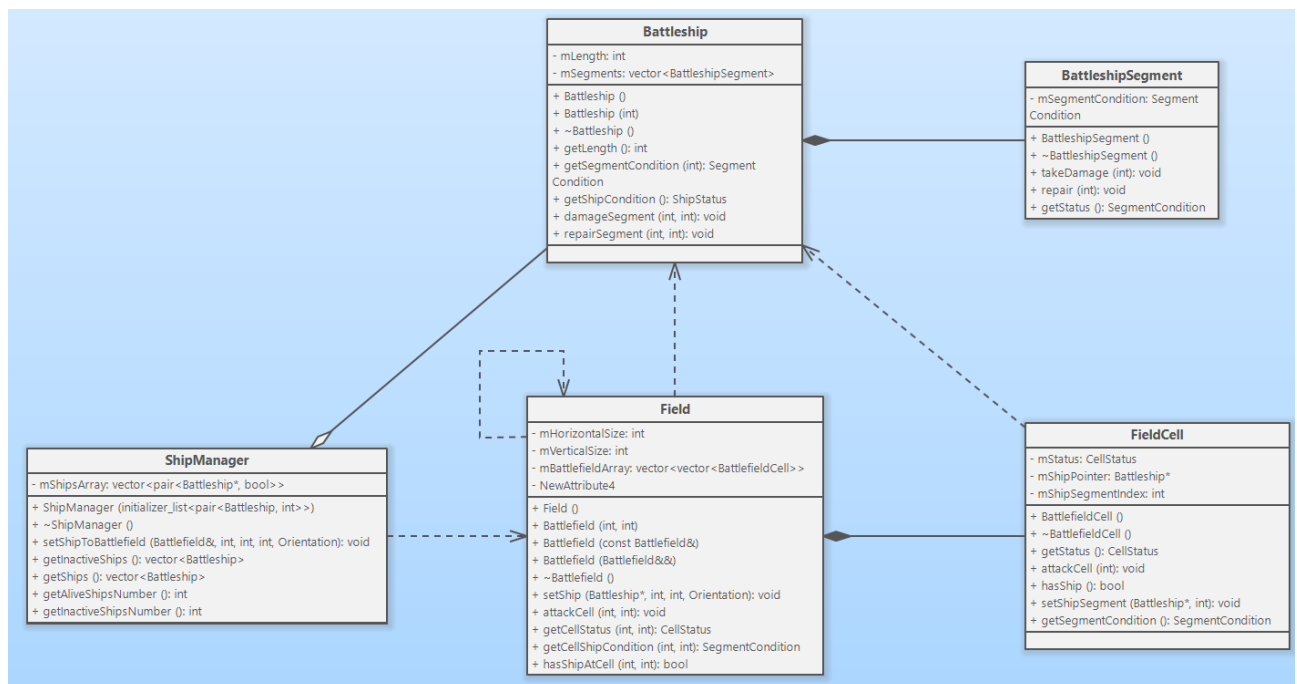 Battleship
- mLength: int
- mSegments: vector<BattleshipSegment>
+ Battleship ()
+ Battleship (int)
+ ~Battleship ()
+ getLength (): int
+ getSegmentCondition (int): Segment
Condition
+ getShipCondition (): ShipStatus
+ damageSegment (int, int): void
+ repairSegment (int, int): void
BattleshipSegment
- mSegmentCondition: Segment
Condition
+ BattleshipSegment ()
+ ~BattleshipSegment ()
+ takeDamage (int): void
+ repair (int): void
+ getStatus (): SegmentCondition
ShipManager
- mShipsArray: vector<pair<Battleship*, bool>>
+ ShipManager (initializer_list<pair<Battleship, int>>)
+ ~ShipManager ()
+ setShipToBattlefield (Battlefield&, int, int, int, Orientation): void
+ getInactiveShips (): vector<Battleship>
+ getShips (): vector<Battleship>
+ getAliveShipsNumber (): int
+ getInactiveShipsNumber (): int
Field
- mHorizontalSize: int
- mVerticalSize: int
- mBattlefieldArray: vector<vector<BattlefieldCell>>
- NewAttribute4
+ Field ()
+ Battlefield (int, int)
+ Battlefield (const Battlefield&)
+ Battlefield (Battlefield&&)
+ ~Battlefield ()
+ setShip (Battleship*, int, int, Orientation): void
+ attackCell (int, int): void
+ getCellStatus (int, int): CellStatus
+ getCellShipCondition (int, int): SegmentCondition
+ hasShipAtCell (int, int): bool
FieldCell
- mStatus: CellStatus
- mShipPointer: Battleship*
- mShipSegmentIndex: int
+ BattlefieldCell ()
+ ~BattlefieldCell ()
+ getStatus (): CellStatus
+ attackCell (int): void
+ hasShip (): bool
+ setShipSegment (Battleship*, int): void
+ getSegmentCondition (): SegmentCondition